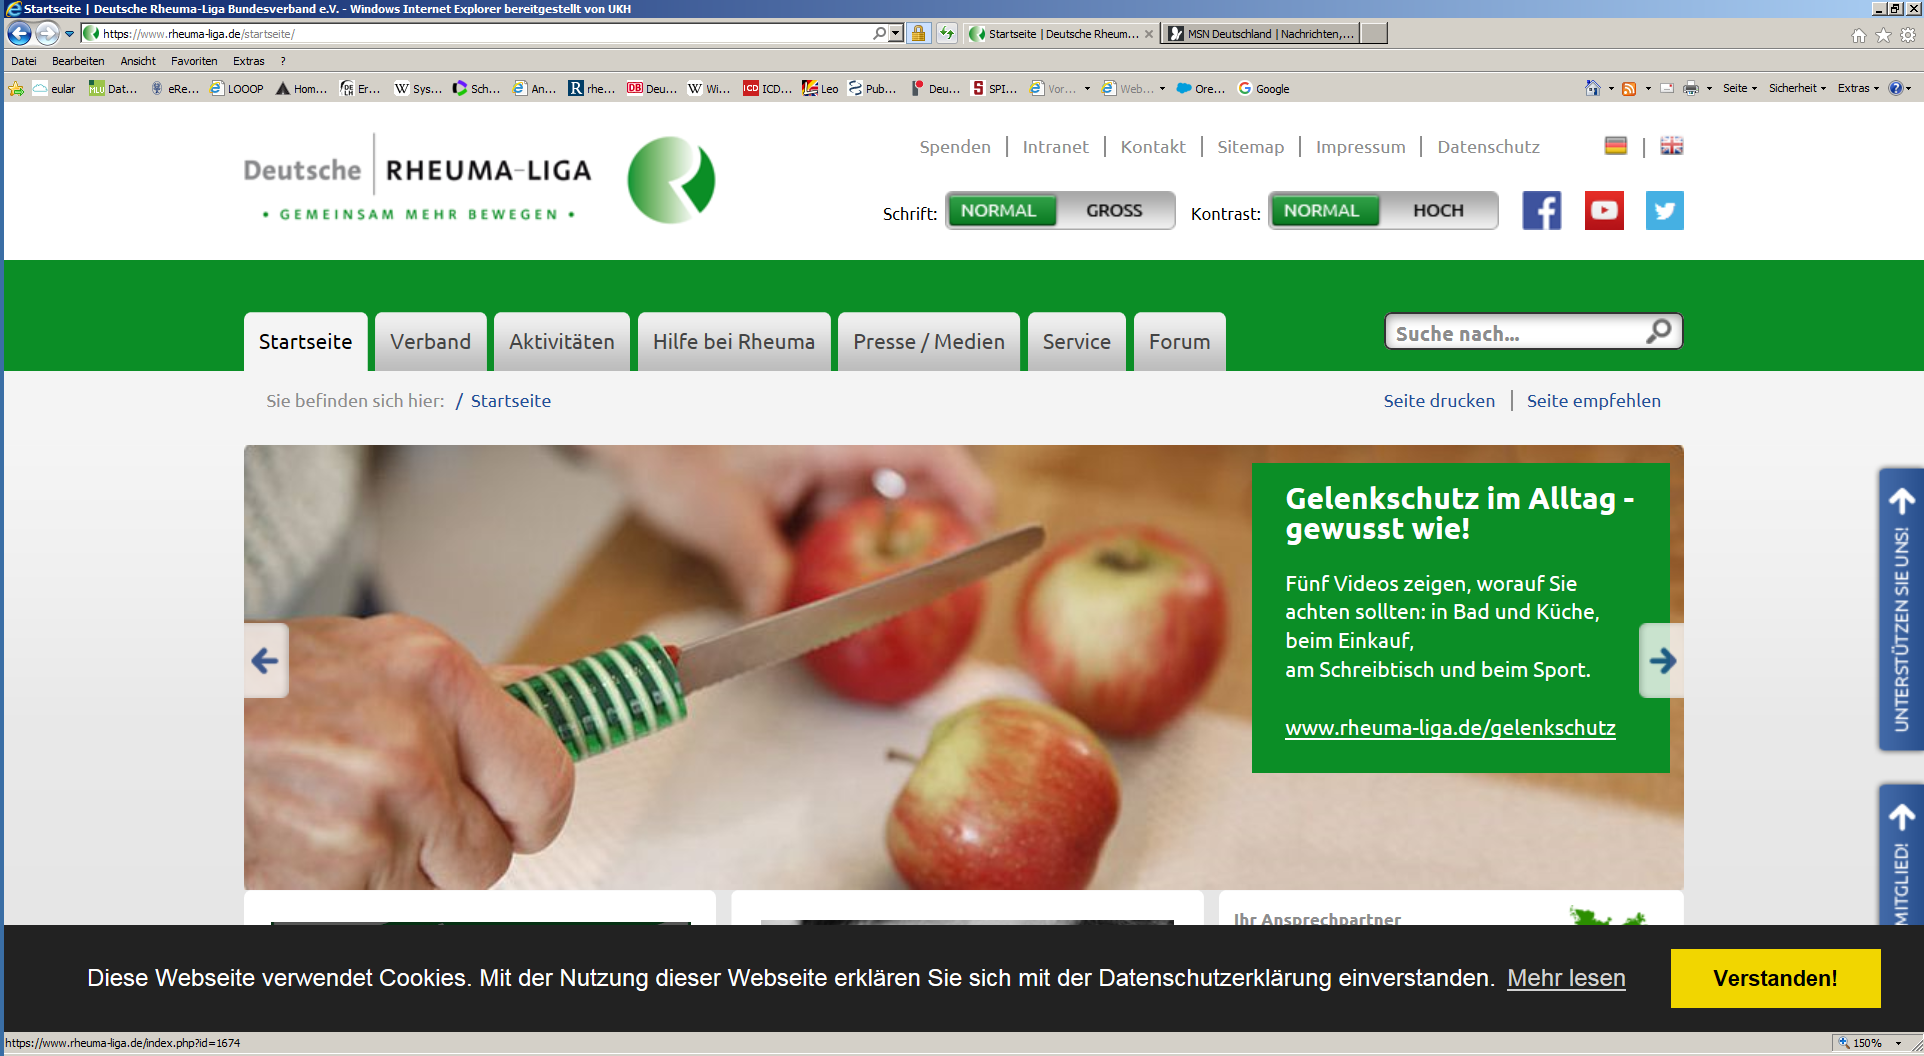 Startseite | Deutsche Rheuma-Liga Bundesverband e.V. - Windows Internet Explorer bereitgestellt von UKH
https://www.rheuma-liga.de/startseite/
Startseite | Deutsche Rheum...
MSN Deutschland | Nachrichten,...
Datei Bearbeiten Ansicht Favoriten Extras ?
eular MLU Dat... eRe... LOOOP Hom... Er... W Sys... Sch... An... R rhe... DB Deu... W Wi... ICD ICD... Leo Pub... Deu... S SPI... Vor... Web... Ore... G Google Seite Sicherheit Extras
Spenden | Intranet | Kontakt | Sitemap | Impressum | Datenschutz
Deutsche RHEUMA-LIGA
• GEMEINSAM MEHR BEWEGEN •
Schrift: NORMAL GROSS Kontrast: NORMAL HOCH
Startseite Verband Aktivitäten Hilfe bei Rheuma Presse / Medien Service Forum
Suche nach...
Sie befinden sich hier: / Startseite
Seite drucken | Seite empfehlen
Gelenkschutz im Alltag -
gewusst wie!
Fünf Videos zeigen, worauf Sie
achten sollten: in Bad und Küche,
beim Einkauf,
am Schreibtisch und beim Sport.
www.rheuma-liga.de/gelenkschutz
UNTERSTÜTZEN SIE UNS!
MITGLIED!
Ihr Ansprechpartner
Diese Webseite verwendet Cookies. Mit der Nutzung dieser Webseite erklären Sie sich mit der Datenschutzerklärung einverstanden. Mehr lesen
Verstanden!
https://www.rheuma-liga.de/index.php?id=1674
150%